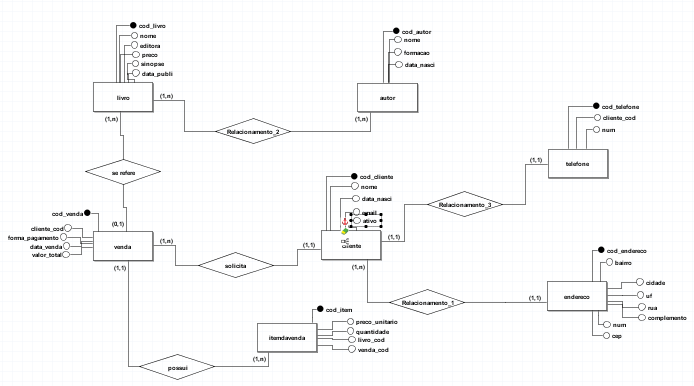 cod_livro
nome
editora
preco
sinopse
data_publi
livro
(1,n)
(1,n)
cod_autor
nome
formacao
data_nasci
autor
(1,n)
Relacionamento_2
se refere
cod_telefone
cliente_cod
num
telefone
(1,1)
cod_cliente
nome
data_nasci
email
ativo
cliente
(1,1)
(1,1)
(1,n)
Relacionamento_3
cod_venda
cliente_cod
forma_pagamento
data_venda
valor_total
(0,1)
venda
(1,n)
(1,1)
solicita
cod_endereco
bairro
cidade
uf
rua
complemento
num
cep
endereco
(1,1)
Relacionamento_1
cod_item
preco_unitario
quantidade
livro_cod
venda_cod
itemdavenda
(1,n)
possui